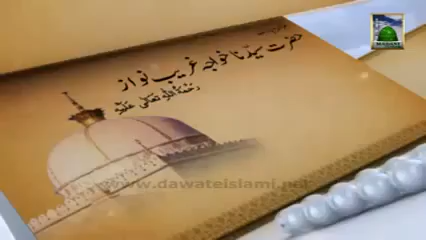 حضرت سیدنا خواجہ غریب نواز
رحمۃ اللہ تعالیٰ علیہ
www.dawateislami.net